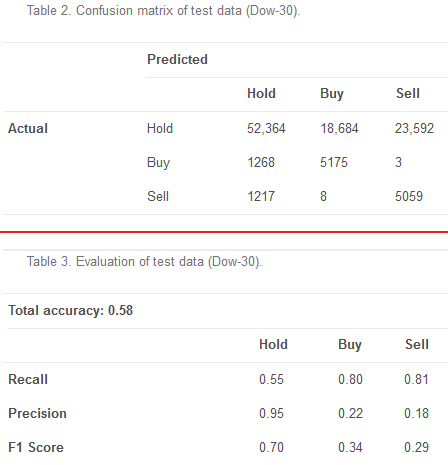 Table 2. Confusion matrix of test data (Dow-30).
Predicted
Hold Buy Sell
Actual Hold 52,364 18,684 23,592
Buy 1268 5175 3
Sell 1217 8 5059
Table 3. Evaluation of test data (Dow-30).
Total accuracy: 0.58
Hold Buy Sell
Recall 0.55 0.80 0.81
Precision 0.95 0.22 0.18
F1 Score 0.70 0.34 0.29